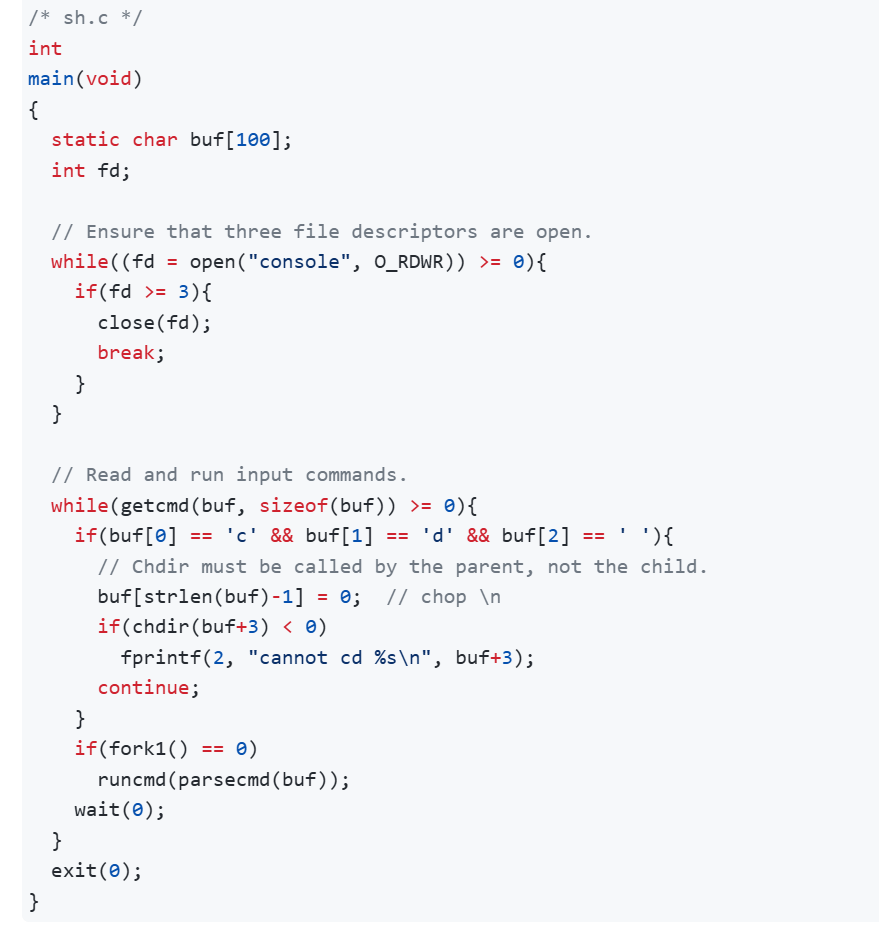 /* sh.c */
int
main(void)
{
  static char buf[100];
  int fd;

  // Ensure that three file descriptors are open.
  while((fd = open("console", O_RDWR)) >= 0){
    if(fd >= 3){
      close(fd);
      break;
    }
  }

  // Read and run input commands.
  while(getcmd(buf, sizeof(buf)) >= 0){
    if(buf[0] == 'c' && buf[1] == 'd' && buf[2] == ' '){
      // Chdir must be called by the parent, not the child.
      buf[strlen(buf)-1] = 0;  // chop \n
      if(chdir(buf+3) < 0)
        fprintf(2, "cannot cd %s\n", buf+3);
      continue;
    }
    if(fork1() == 0)
      runcmd(parsecmd(buf));
    wait(0);
  }
  exit(0);
}